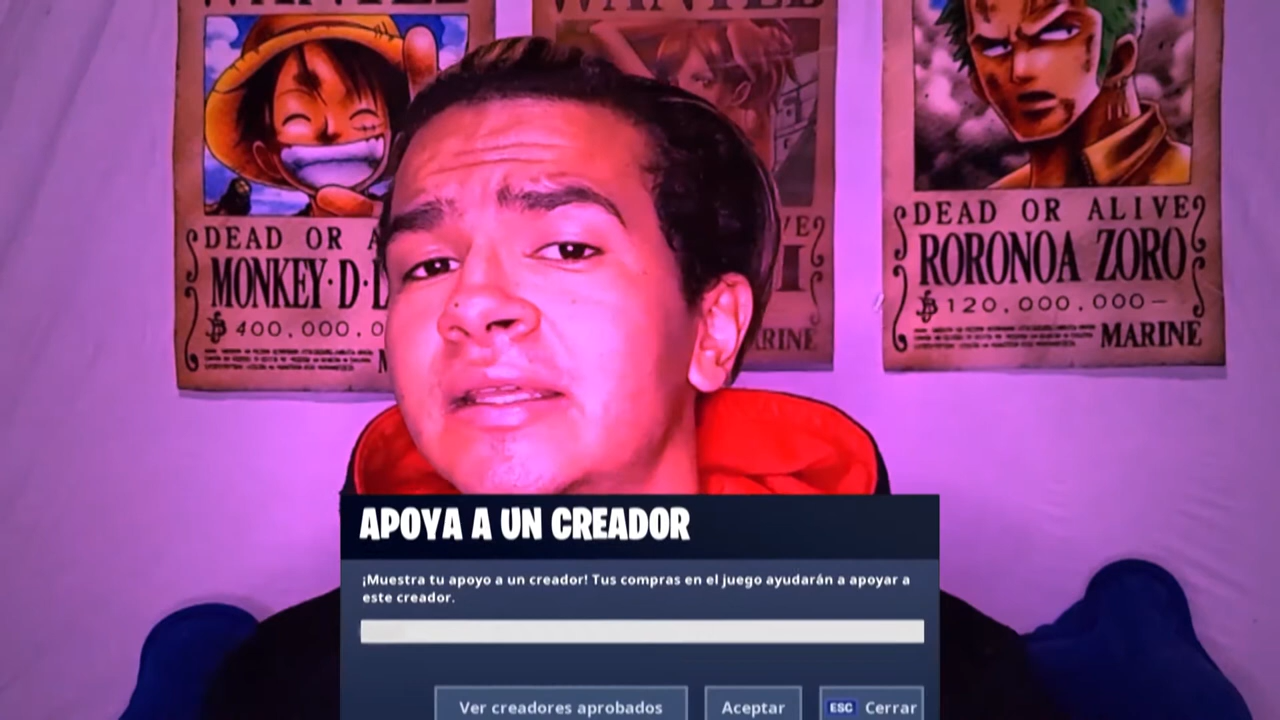 WANTED
WANTED
DEAD OR A
MONKEY·D·L
400,000,0
DEAD OR ALIVE
RORONOA ZORO
120,000,000-
MARINE
APOYA A UN CREADOR
¡Muestra tu apoyo a un creador! Tus compras en el juego ayudarán a apoyar a
este creador.
Ver creadores aprobados
Aceptar
ESC Cerrar